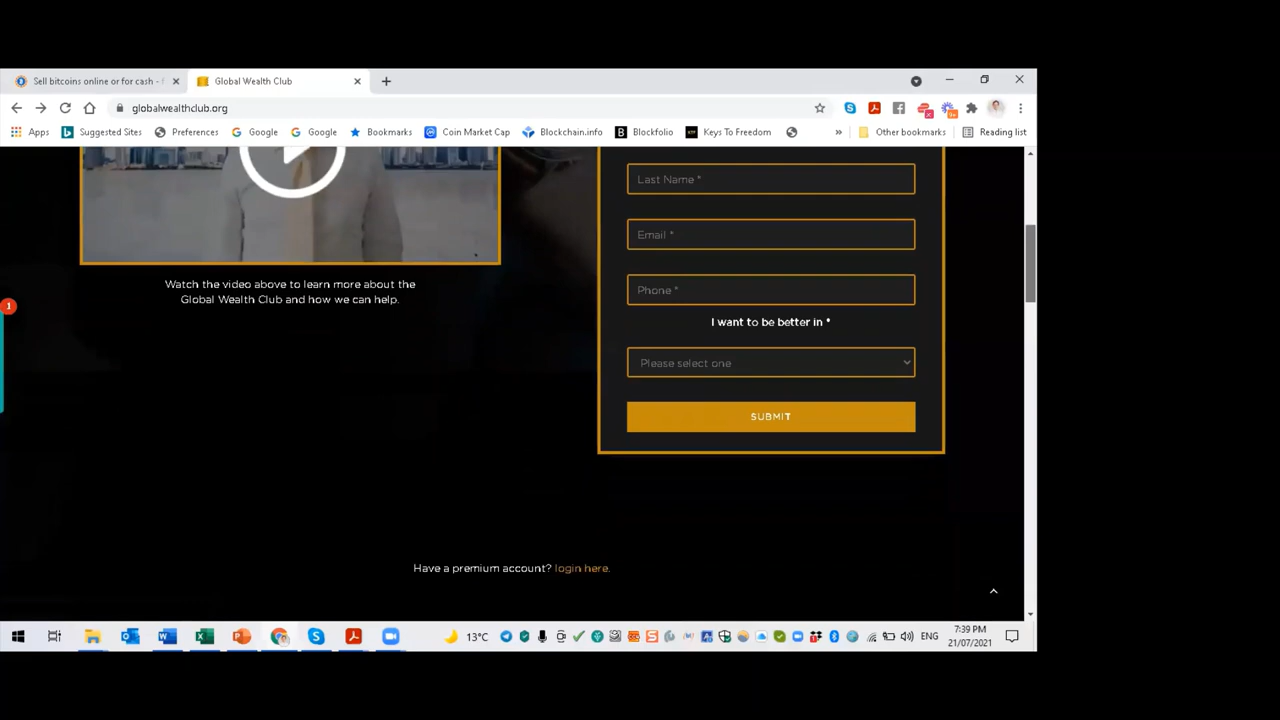 Sell bitcoins online or for cash -
Global Wealth Club
globalwealthclub.org
Apps
Suggested Sites
Preferences
Google
Google
Bookmarks
Coin Market Cap
Blockchain.info
Blockfolio
Keys To Freedom
»
Other bookmarks
Reading list
Last Name *
Email *
Phone *
I want to be better in *
Please select one
SUBMIT
Watch the video above to learn more about the
Global Wealth Club and how we can help.
1
Have a premium account? login here.
13°C
ENG
7:39 PM
21/07/2021